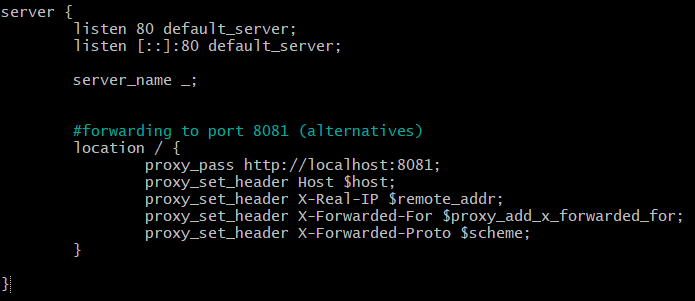 server {
        listen 80 default_server;
        listen [::]:80 default_server;

        server_name _;


        #forwarding to port 8081 (alternatives)
        location / {
                proxy_pass http://localhost:8081;
                proxy_set_header Host $host;
                proxy_set_header X-Real-IP $remote_addr;
                proxy_set_header X-Forwarded-For $proxy_add_x_forwarded_for;
                proxy_set_header X-Forwarded-Proto $scheme;
        }

}